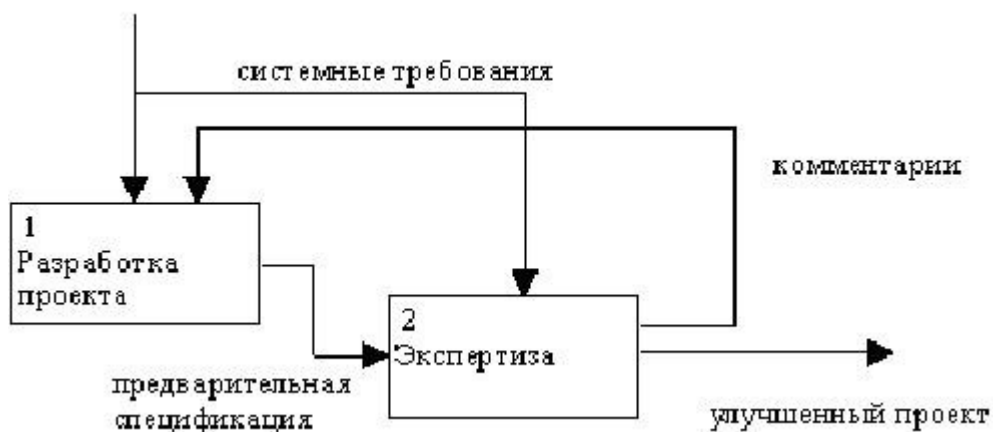 системные требования
комментарии
1
Разработка
проекта
2
Экспертиза
предварительная
спецификация
улучшенный проект